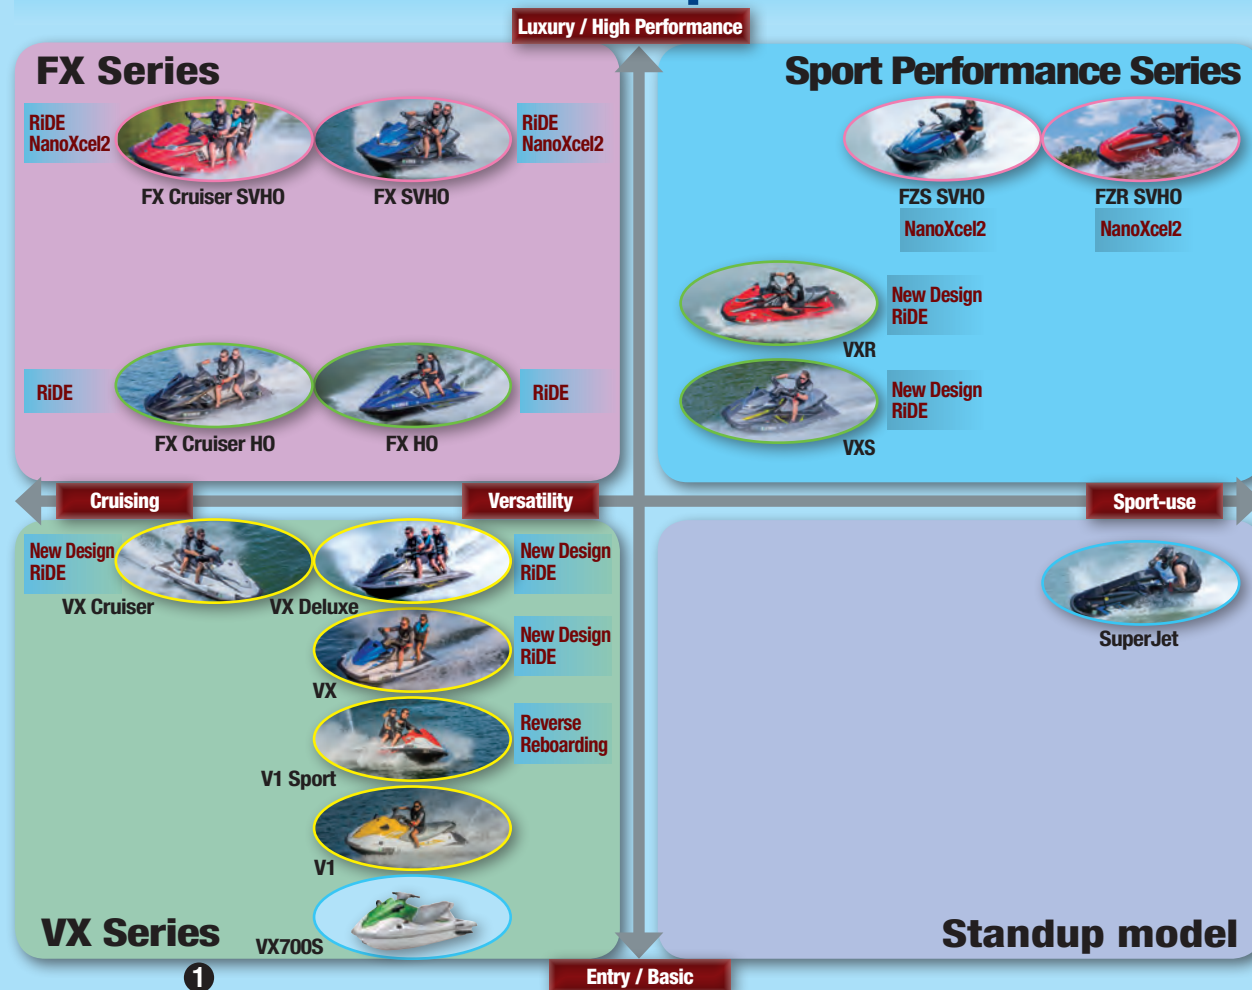 Luxury / High Performance
FX Series
Sport Performance Series
RiDE
NanoXcel2
RiDE
NanoXcel2
FX Cruiser SVHO
FX SVHO
FZS SVHO
FZR SVHO
NanoXcel2
NanoXcel2
New Design
RiDE
VXR
RiDE
RiDE
New Design
RiDE
FX Cruiser HO
FX HO
VXS
Cruising
Versatility
Sport-use
New Design
RiDE
New Design
RiDE
VX Cruiser
VX Deluxe
SuperJet
New Design
RiDE
VX
Reverse
Reboarding
V1 Sport
V1
VX Series
VX700S
Standup model
1
Entry / Basic